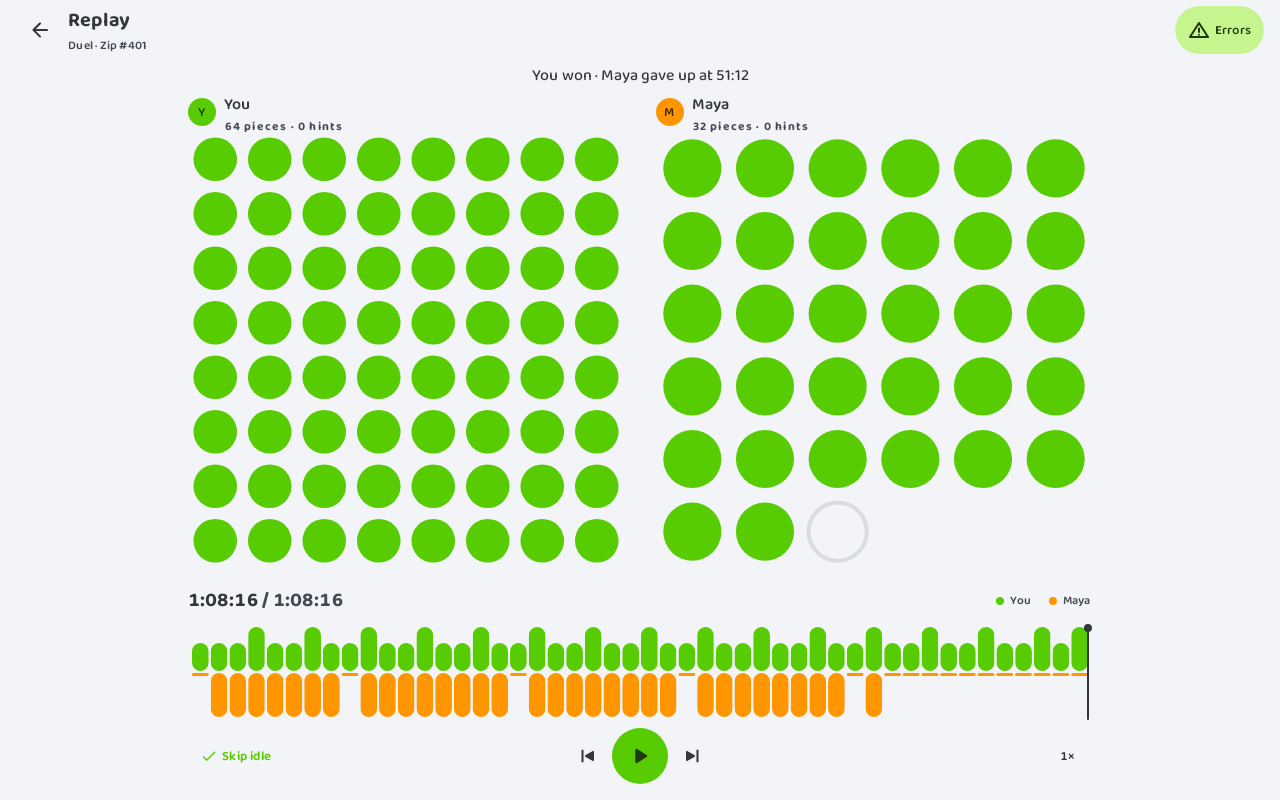 Replay
Duel · Zip #401
Errors
You won · Maya gave up at 51:12
Y
You
64 pieces · 0 hints
M
Maya
32 pieces · 0 hints
1:08:16 / 1:08:16
You
Maya
Skip idle
1×